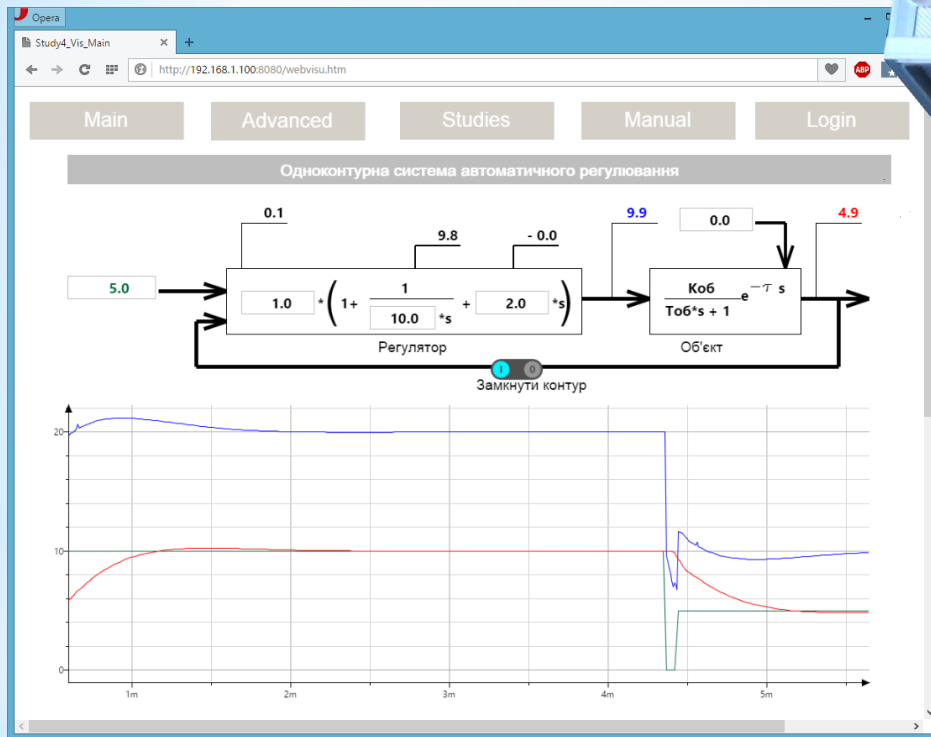 Opera
Study4_Vis_Main
http://192.168.1.100:8080/webvisu.htm
ABP
Main Advanced Studies Manual Login
Одноконтурна система автоматичного регулювання
0.1 9.9 0.0 4.9
9.8 - 0.0
5.0
1.0 *(1+ 1 / 10.0 *s + 2.0 *s)
Коб / Тоб*s + 1 e−τ s
Регулятор Об'єкт
I 0
Замкнути контур
20
10
0
1m 2m 3m 4m 5m